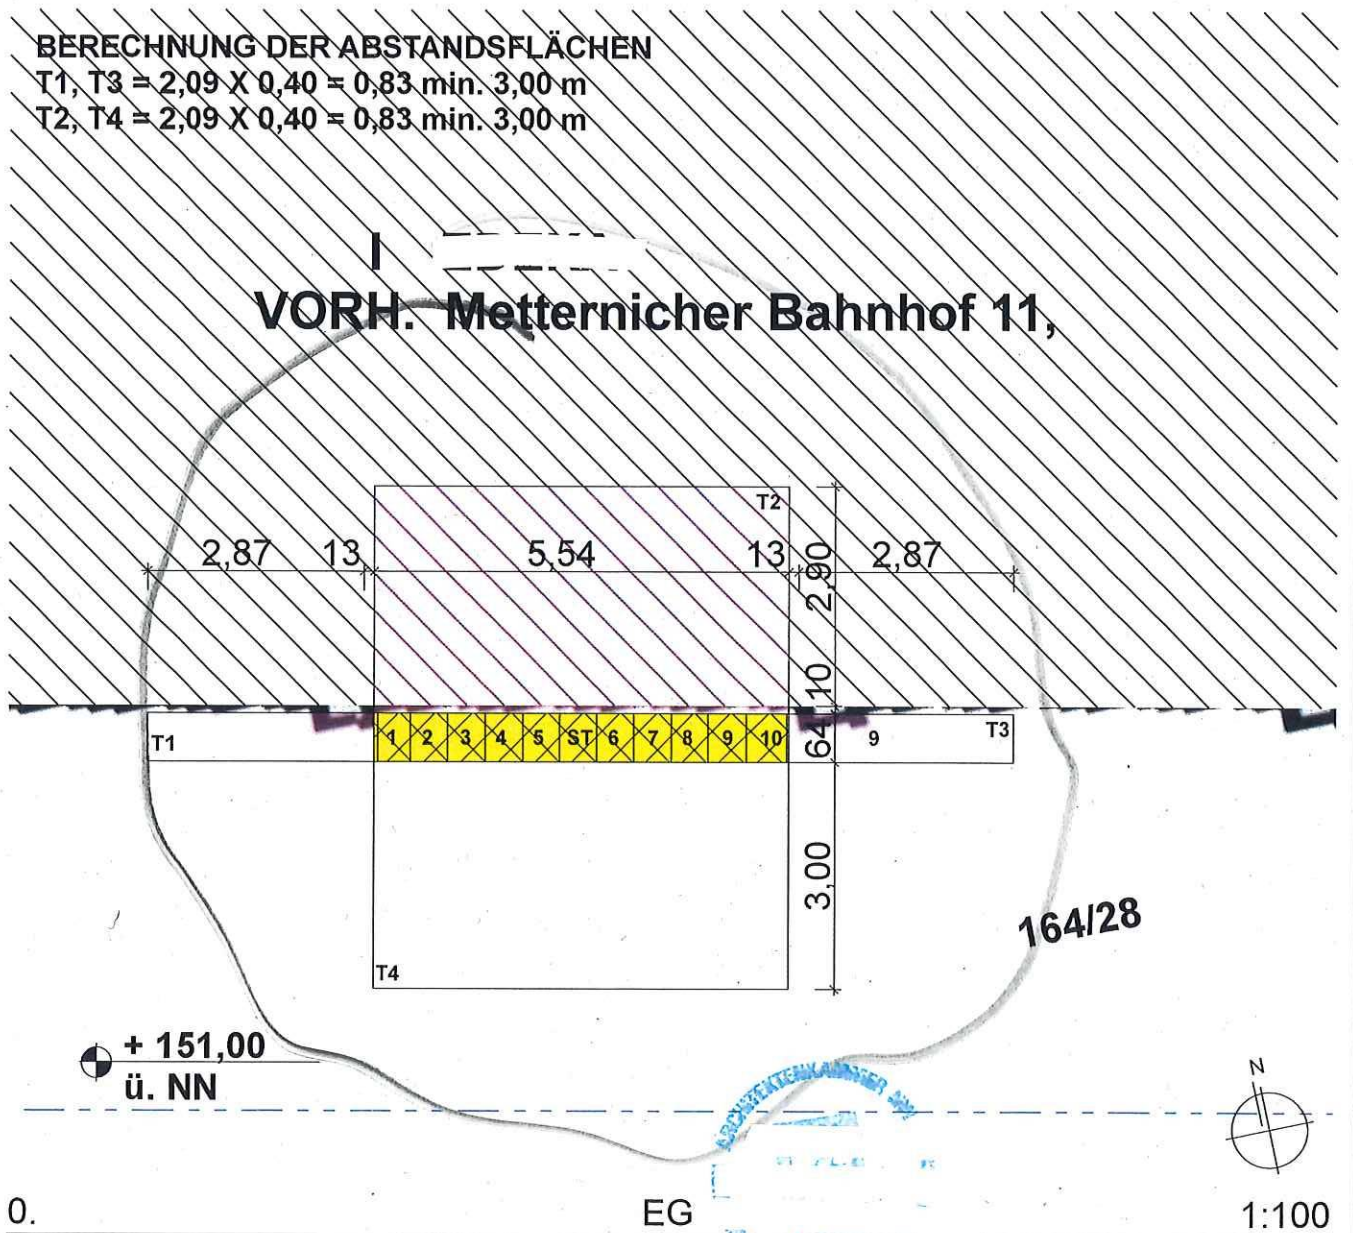 BERECHNUNG DER ABSTANDSFLÄCHEN
T1, T3 = 2,09 X 0,40 = 0,83 min. 3,00 m
T2, T4 = 2,09 X 0,40 = 0,83 min. 3,00 m
I
VORH. Metternicher Bahnhof 11,
T2
2,87 13 5,54 13 2,87
2,90
10
64
T1 1 2 3 4 5 ST 6 7 8 9 10 9 T3
3,00
164/28
T4
+ 151,00
ü. NN
ARCHITEKTENKAMMER
N
0. EG 1:100